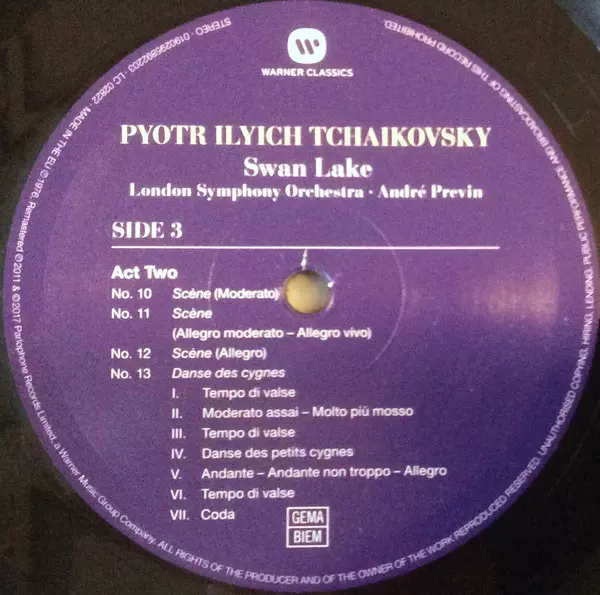 WARNER CLASSICS
PYOTR ILYICH TCHAIKOVSKY
Swan Lake
London Symphony Orchestra · André Previn
SIDE 3
Act Two
No. 10 Scène (Moderato)
No. 11 Scène
(Allegro moderato – Allegro vivo)
No. 12 Scène (Allegro)
No. 13 Danse des cygnes
I. Tempo di valse
II. Moderato assai – Molto più mosso
III. Tempo di valse
IV. Danse des petits cygnes
V. Andante – Andante non troppo – Allegro
VI. Tempo di valse
VII. Coda
GEMA
BIEM
STEREO · 0190295892203 · LC 02822 · MADE IN THE EU ℗ 1976, Remastered ℗ 2011 & © 2017 Parlophone Records Limited, a Warner Music Group Company. ALL RIGHTS OF THE PRODUCER AND OF THE OWNER OF THE WORK REPRODUCED RESERVED. UNAUTHORISED COPYING, HIRING, LENDING, PUBLIC PERFORMANCE AND BROADCASTING OF THIS RECORD PROHIBITED.